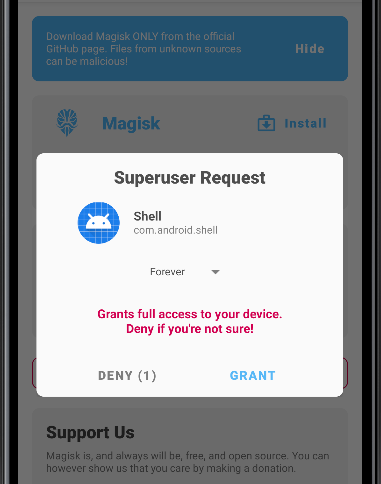 Download Magisk ONLY from the official
GitHub page. Files from unknown sources
can be malicious!
Hide
Magisk
Install
Superuser Request
Shell
com.android.shell
Forever
Grants full access to your device.
Deny if you're not sure!
DENY (1)
GRANT
Support Us
Magisk is, and always will be, free, and open source. You can
however show us that you care by making a donation.